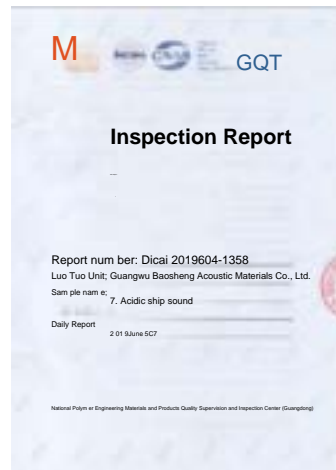 M
GQT
Inspection Report
Report num ber: Dicai 2019604-1358
Luo Tuo Unit; Guangwu Baosheng Acoustic Materials Co., Ltd.
Sam ple nam e;
7. Acidic ship sound
Daily Report
2 01 9June 5C7
National Polym er Engineering Materials and Products Quality Supervision and Inspection Center (Guangdong)